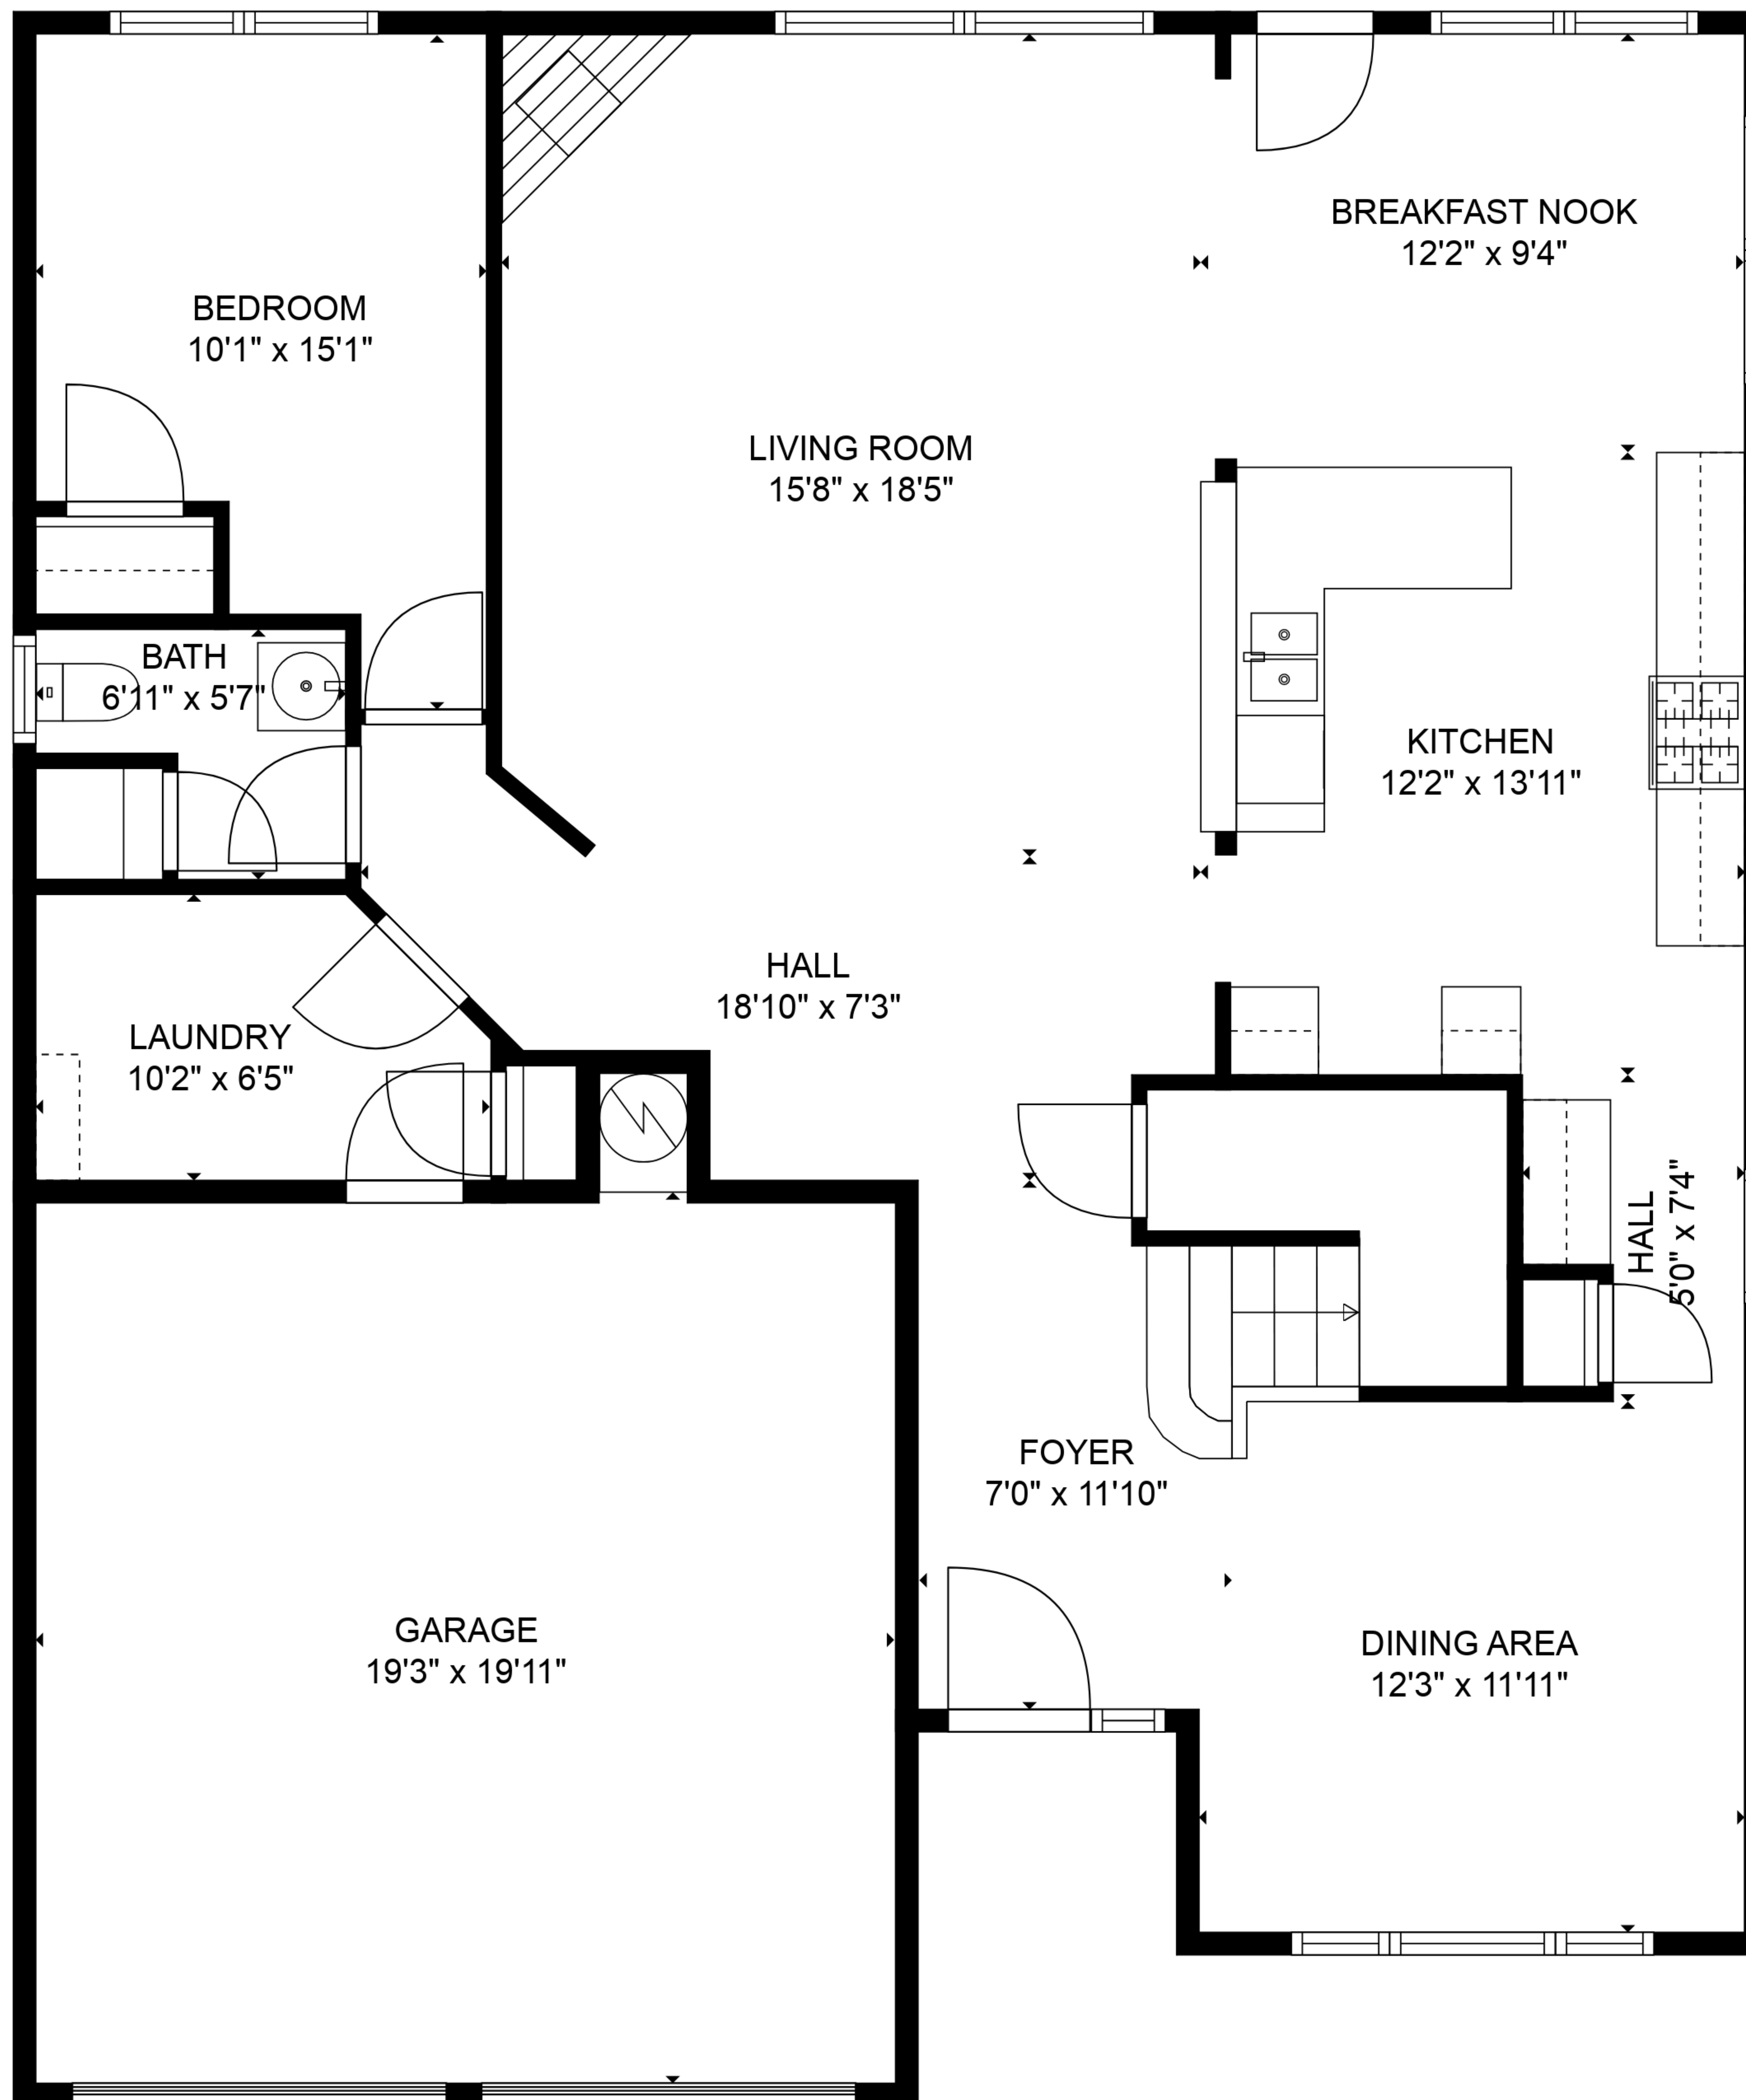 BREAKFAST NOOK
12'2" x 9'4"
BEDROOM
10'1" x 15'1"
LIVING ROOM
15'8" x 18'5"
BATH
6'11" x 5'7"
KITCHEN
12'2" x 13'11"
HALL
18'10" x 7'3"
LAUNDRY
10'2" x 6'5"
HALL
5'0" x 7'4"
FOYER
7'0" x 11'10"
GARAGE
19'3" x 19'11"
DINING AREA
12'3" x 11'11"